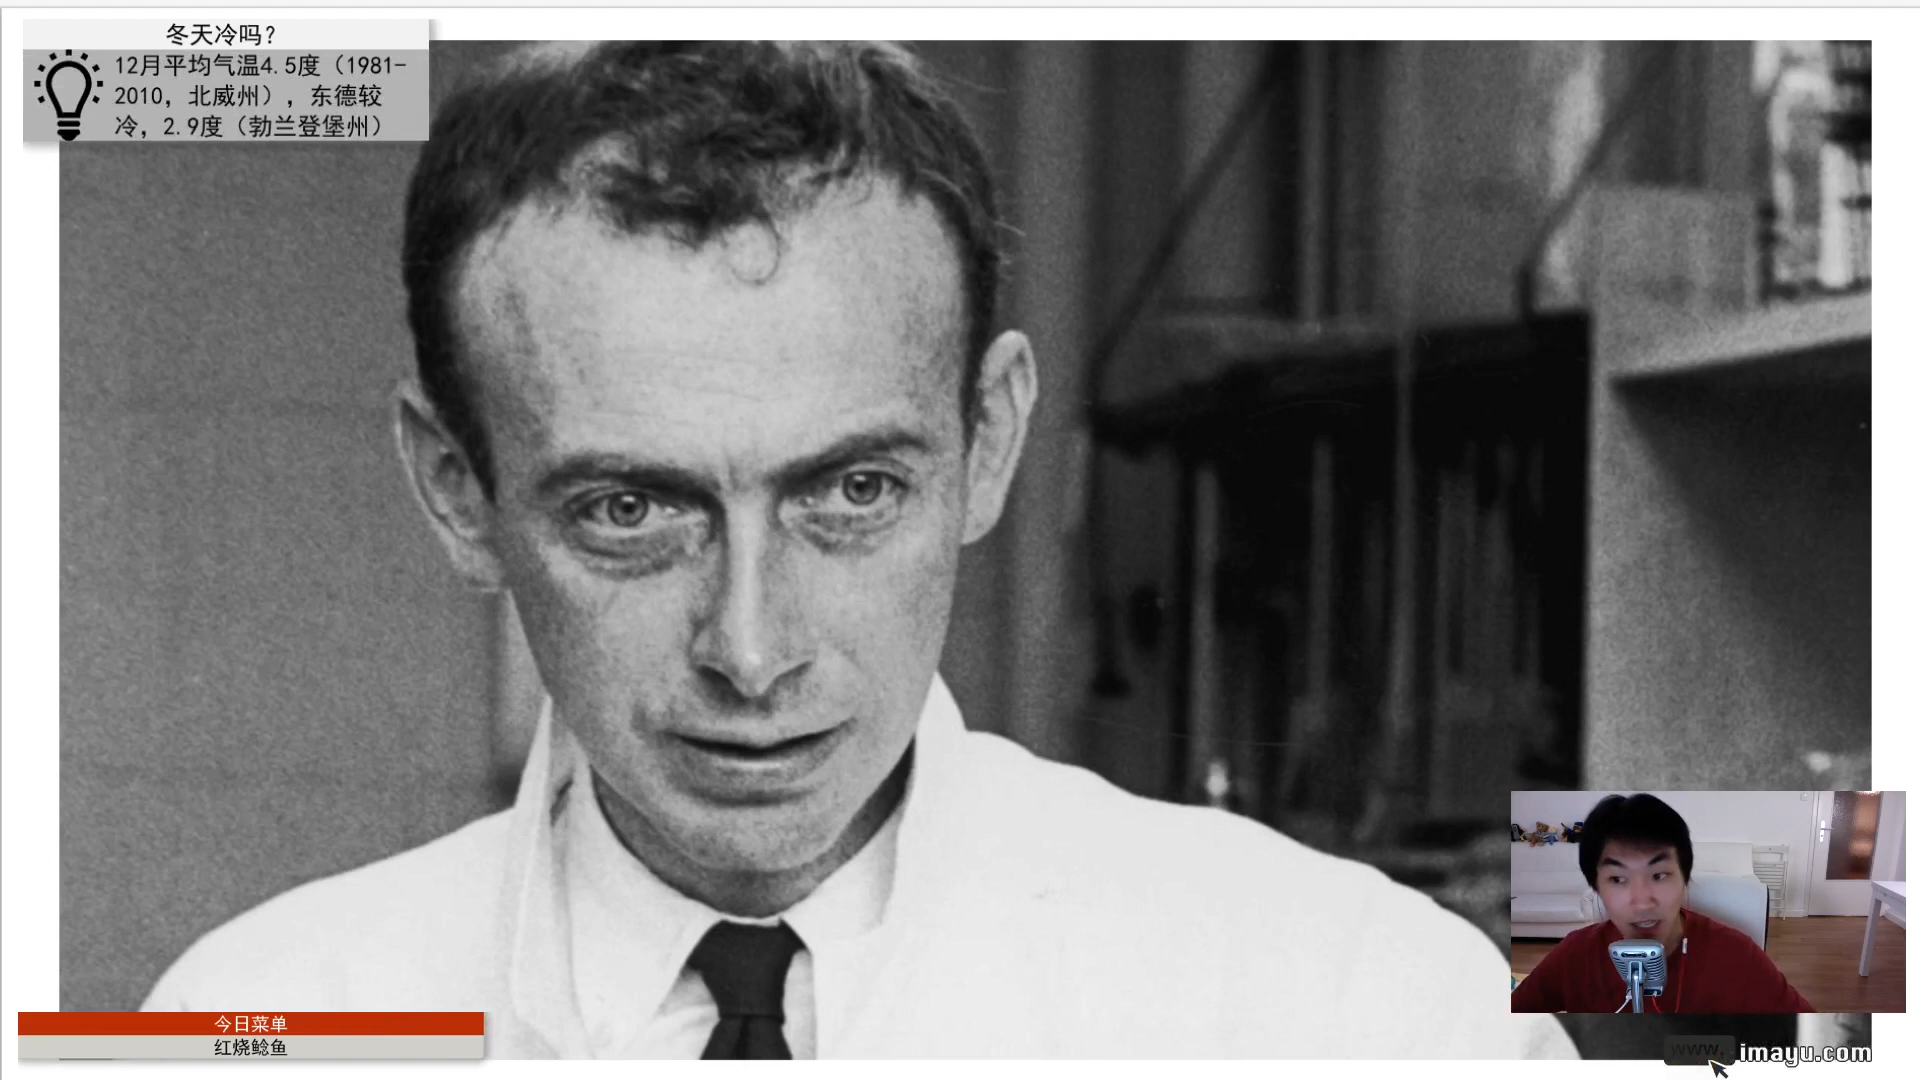 冬天冷吗？
12月平均气温4.5度（1981-
2010，北威州），东德较
冷，2.9度（勃兰登堡州）
今日菜单
红烧鲶鱼
www.imayu.com